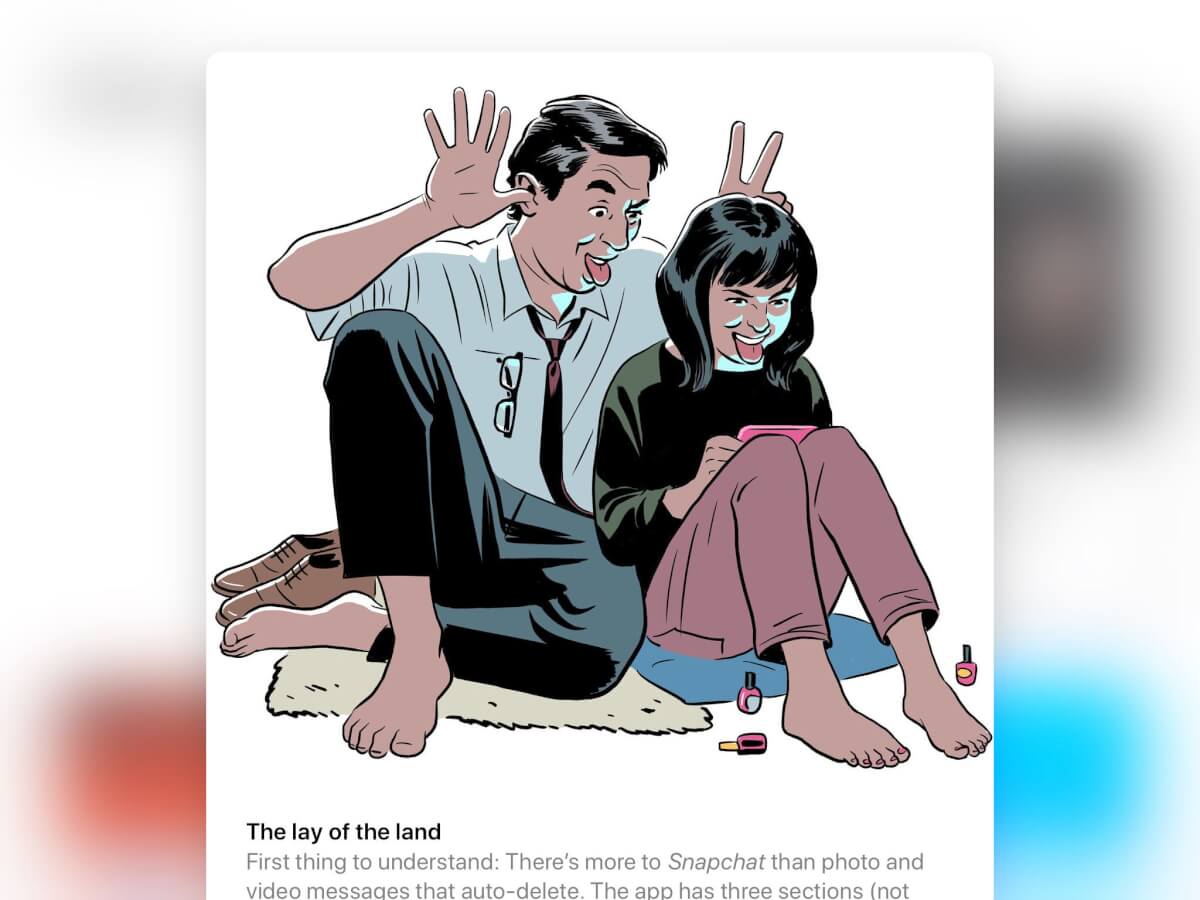 The lay of the land
First thing to understand: There’s more to Snapchat than photo and
video messages that auto-delete. The app has three sections (not